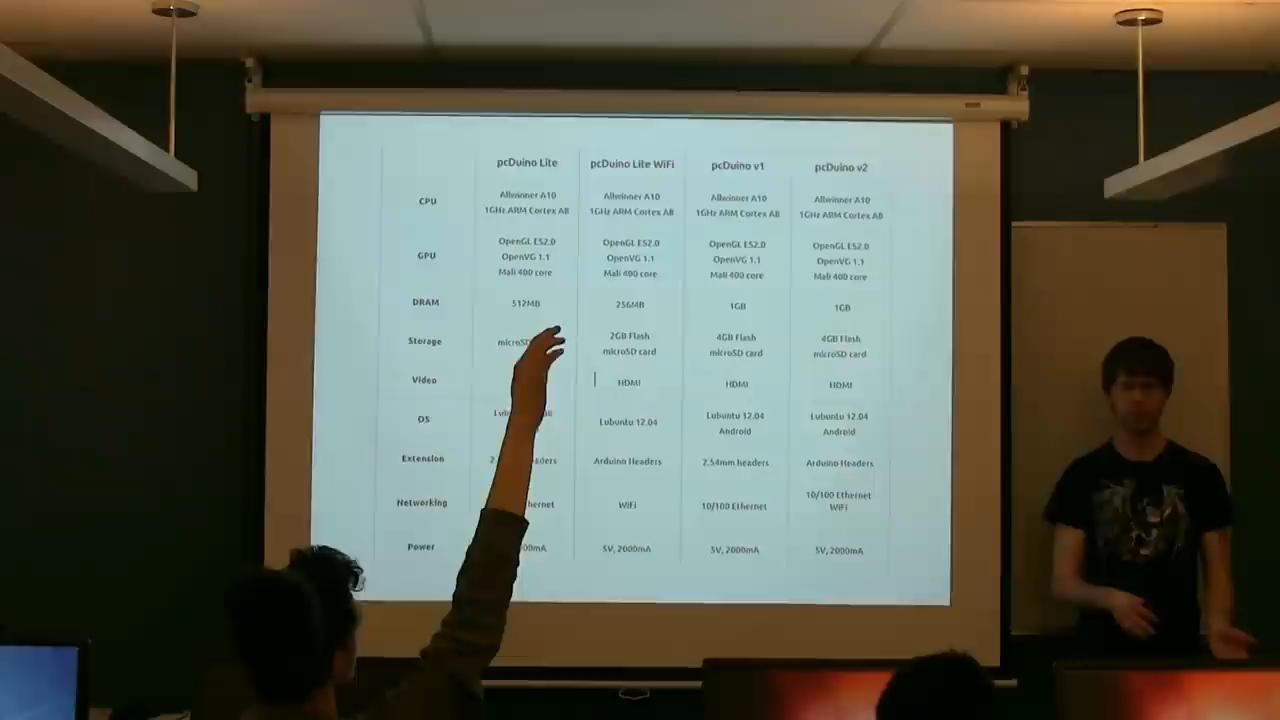 pcDuino Lite pcDuino Lite WiFi pcDuino v1 pcDuino v2
CPU
Allwinner A10 Allwinner A10 Allwinner A10 Allwinner A10
1GHz ARM Cortex A8 1GHz ARM Cortex A8 1GHz ARM Cortex A8 1GHz ARM Cortex A8
GPU
OpenGL ES2.0 OpenGL ES2.0 OpenGL ES2.0 OpenGL ES2.0
OpenVG 1.1 OpenVG 1.1 OpenVG 1.1 OpenVG 1.1
Mali 400 core Mali 400 core Mali 400 core Mali 400 core
DRAM 512MB 256MB 1GB 1GB
Storage
2GB Flash 4GB Flash 4GB Flash
microSD card microSD card microSD card
Video HDMI HDMI HDMI
OS Lubuntu 12.04 Lubuntu 12.04 Lubuntu 12.04
Android Android
Extension Arduino Headers 2.54mm headers Arduino Headers
Networking WiFi 10/100 Ethernet 10/100 Ethernet
WiFi
Power 5V, 2000mA 5V, 2000mA 5V, 2000mA